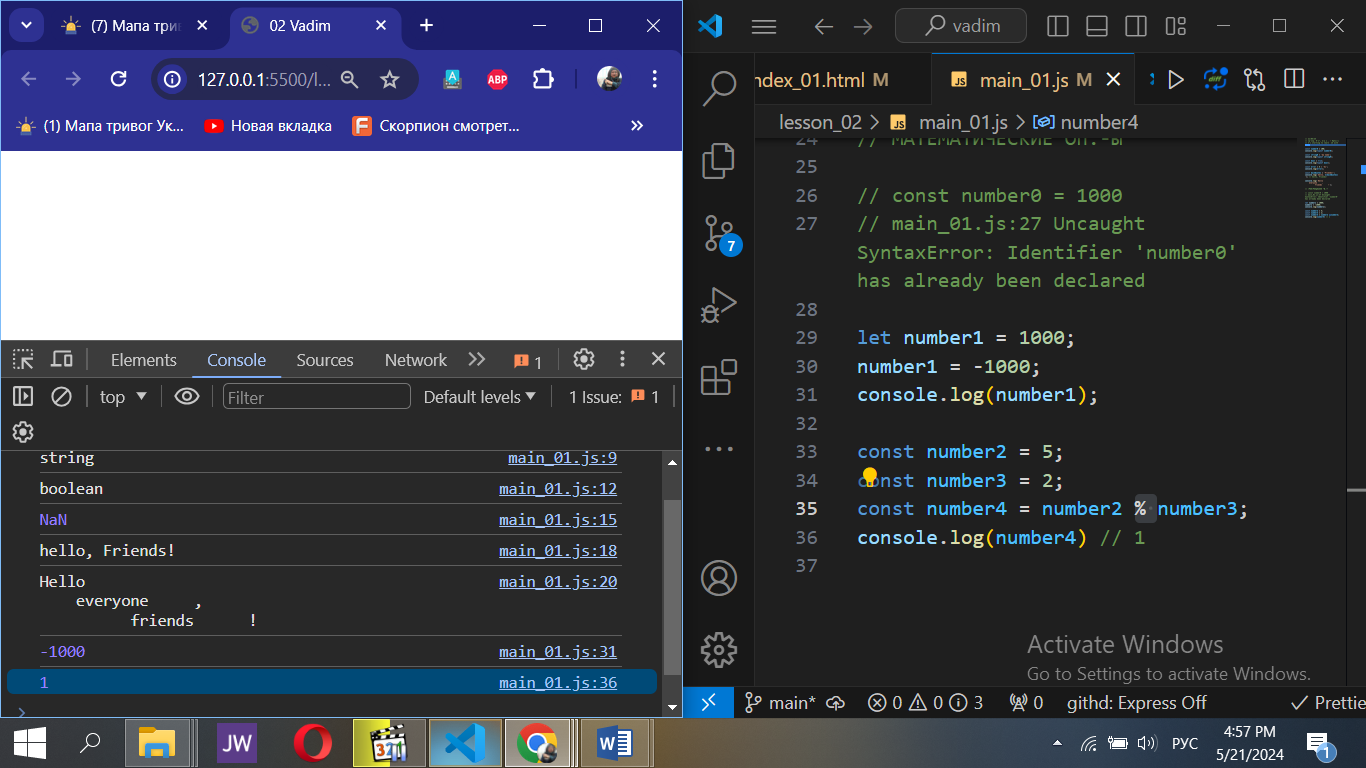 (7) Мапа три
02 Vadim
127.0.0.1:5500/l...
ABP
(1) Мапа тривог Ук...
Новая вкладка
Скорпион смотрет...
Elements Console Sources Network 1
top Filter Default levels 1 Issue: 1
string main_01.js:9
boolean main_01.js:12
NaN main_01.js:15
hello, Friends! main_01.js:18
Hello main_01.js:20
everyone ,
friends !
-1000 main_01.js:31
1 main_01.js:36
vadim
ndex_01.html M
JS main_01.js M
lesson_02 > JS main_01.js > number4
24 // МАТЕМАТИЧЕСКИЕ ОП.-Ы
25
26 // const number0 = 1000
27 // main_01.js:27 Uncaught
SyntaxError: Identifier 'number0'
has already been declared
28
29 let number1 = 1000;
30 number1 = -1000;
31 console.log(number1);
32
33 const number2 = 5;
34 const number3 = 2;
35 const number4 = number2 % number3;
36 console.log(number4) // 1
37
7
Activate Windows
Go to Settings to activate Windows.
main* 0 0 3 0 githd: Express Off Prettie
JW
321
РУС
4:57 PM
5/21/2024
1